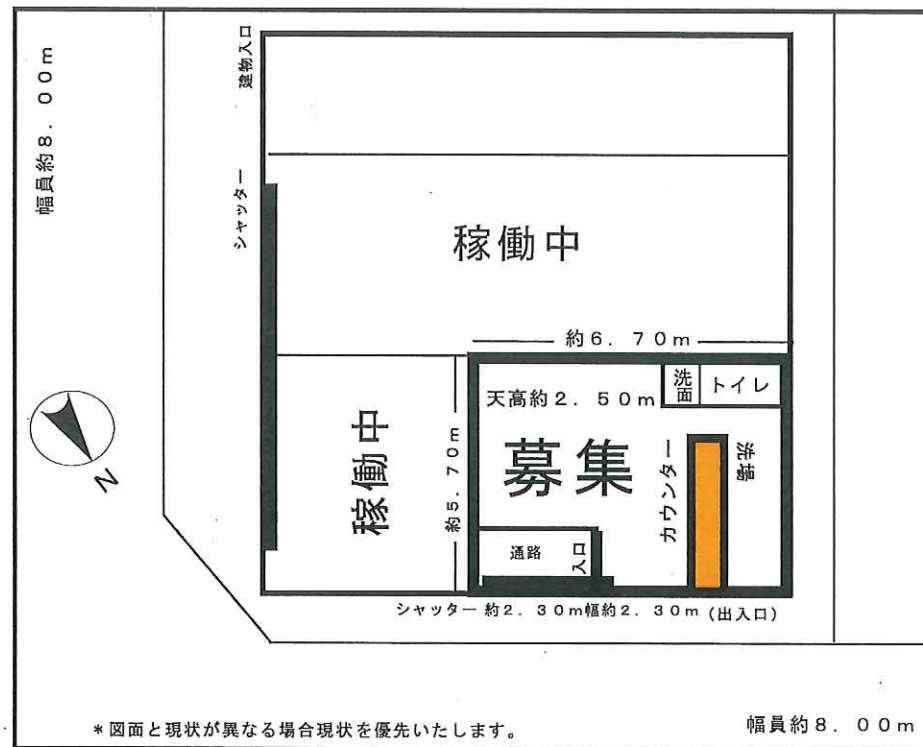 建物入口
幅員約8．00m
シャッター
稼働中
約6．70m
洗面
トイレ
天高約2．50m
稼働中
約5．70m
募集
カウンター
洗場
通路
入口
N
シャッター 約2．30m幅約2．30m (出入口)
＊図面と現状が異なる場合現状を優先いたします。
幅員約8．00m